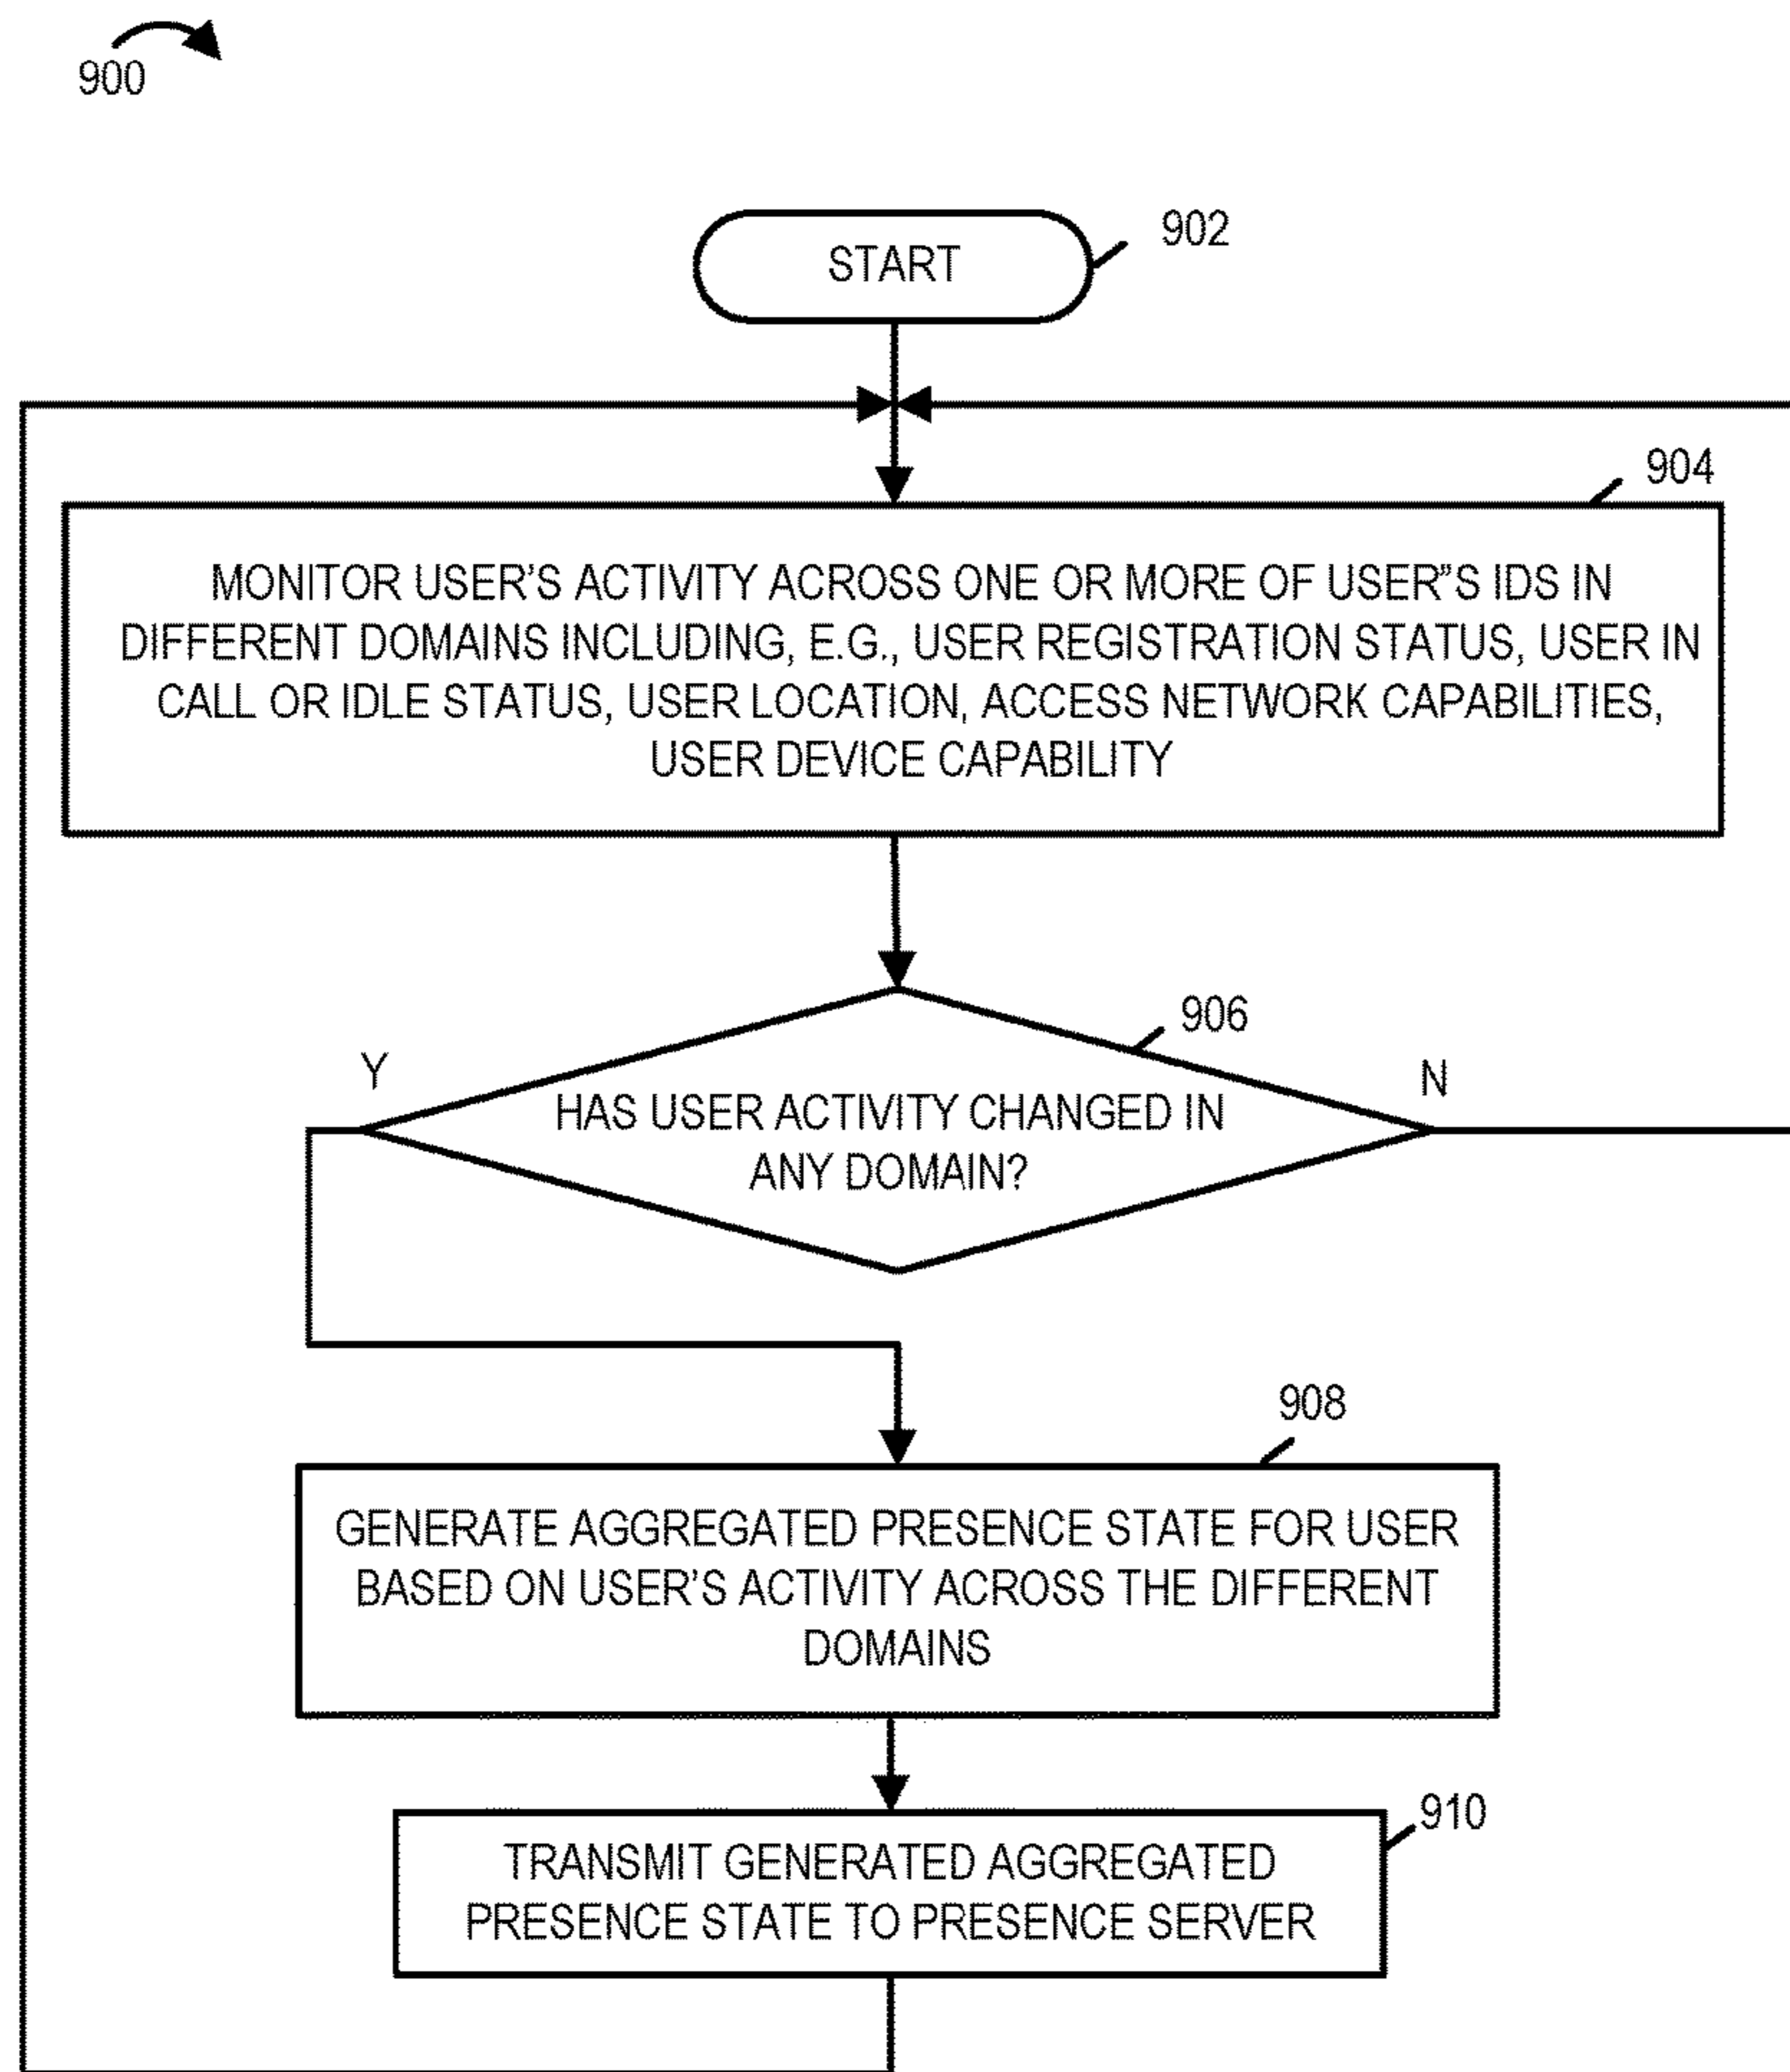 900
START
902
904
MONITOR USER'S ACTIVITY ACROSS ONE OR MORE OF USER"S IDS IN
DIFFERENT DOMAINS INCLUDING, E.G., USER REGISTRATION STATUS, USER IN
CALL OR IDLE STATUS, USER LOCATION, ACCESS NETWORK CAPABILITIES,
USER DEVICE CAPABILITY
906
Y
N
HAS USER ACTIVITY CHANGED IN
ANY DOMAIN?
908
GENERATE AGGREGATED PRESENCE STATE FOR USER
BASED ON USER'S ACTIVITY ACROSS THE DIFFERENT
DOMAINS
910
TRANSMIT GENERATED AGGREGATED
PRESENCE STATE TO PRESENCE SERVER